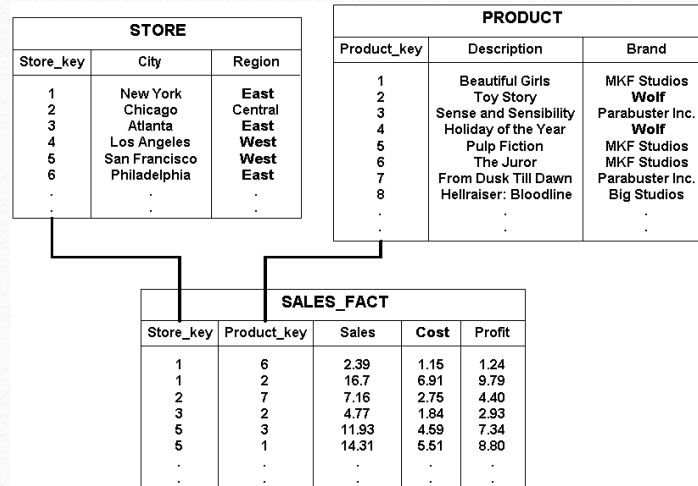 STORE
Store_key City Region
1 New York East
2 Chicago Central
3 Atlanta East
4 Los Angeles West
5 San Francisco West
6 Philadelphia East
. . .
. . .
PRODUCT
Product_key Description Brand
1 Beautiful Girls MKF Studios
2 Toy Story Wolf
3 Sense and Sensibility Parabuster Inc.
4 Holiday of the Year Wolf
5 Pulp Fiction MKF Studios
6 The Juror MKF Studios
7 From Dusk Till Dawn Parabuster Inc.
8 Hellraiser: Bloodline Big Studios
. . .
. . .
SALES_FACT
Store_key Product_key Sales Cost Profit
1 6 2.39 1.15 1.24
1 2 16.7 6.91 9.79
2 7 7.16 2.75 4.40
3 2 4.77 1.84 2.93
5 3 11.93 4.59 7.34
5 1 14.31 5.51 8.80
. . . . .
. . . . .